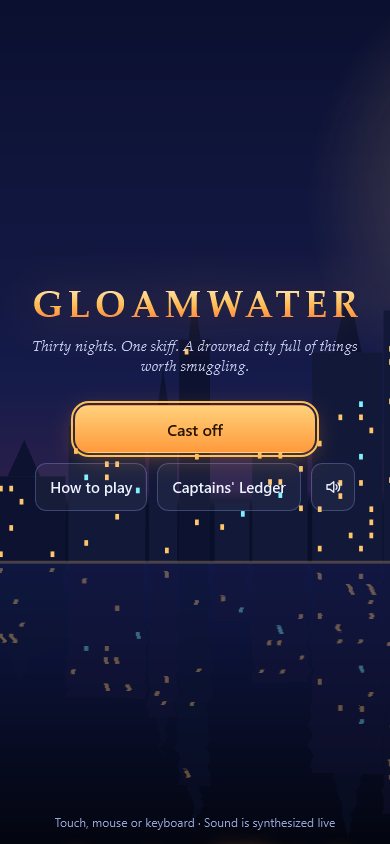 GLOAMWATER
Thirty nights. One skiff. A drowned city full of things
worth smuggling.
Cast off
How to play
Captains' Ledger
Touch, mouse or keyboard · Sound is synthesized live